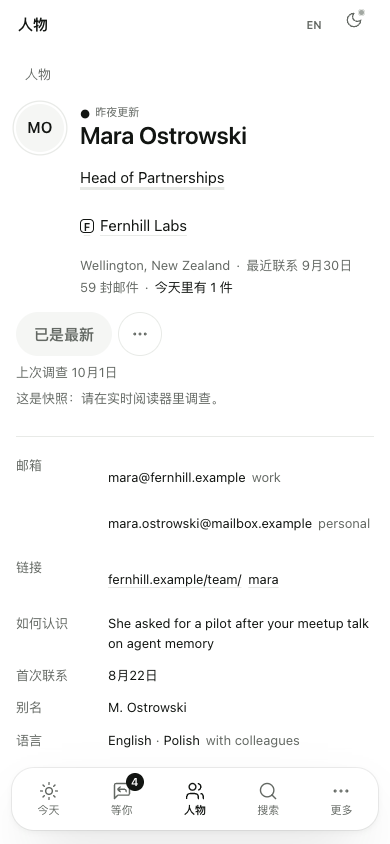 人物
EN
人物
MO
昨夜更新
Mara Ostrowski
Head of Partnerships
F Fernhill Labs
Wellington, New Zealand · 最近联系 9月30日
59 封邮件 · 今天里有 1 件
已是最新
上次调查 10月1日
这是快照：请在实时阅读器里调查。
邮箱
mara@fernhill.example work
mara.ostrowski@mailbox.example personal
链接
fernhill.example/team/ mara
如何认识
She asked for a pilot after your meetup talk
on agent memory
首次联系
8月22日
别名
M. Ostrowski
语言
English · Polish with colleagues
4
今天
等你
人物
搜索
更多